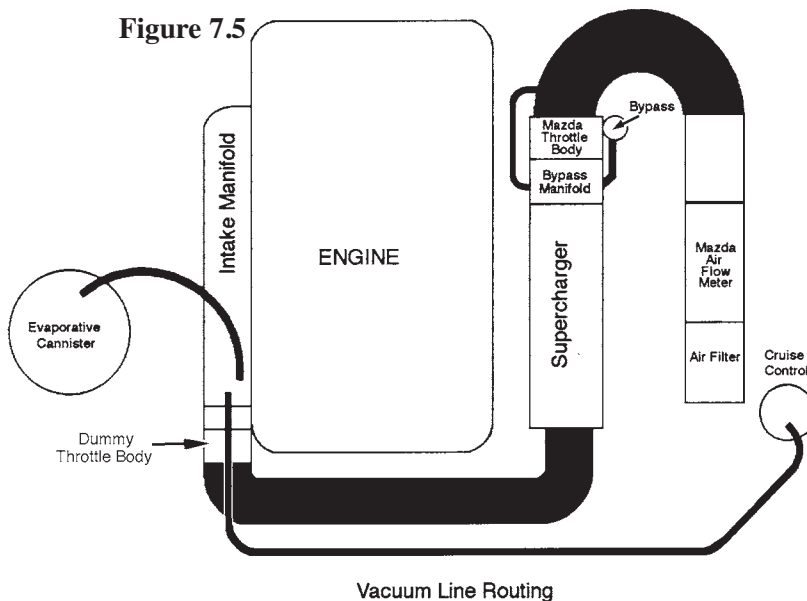 Figure 7.5
Bypass
Mazda
Throttle
Body
Bypass
Manifold
Intake Manifold
ENGINE
Supercharger
Mazda
Air
Flow
Meter
Evaporative
Cannister
Air Filter
Cruise
Control
Dummy
Throttle Body
Vacuum Line Routing